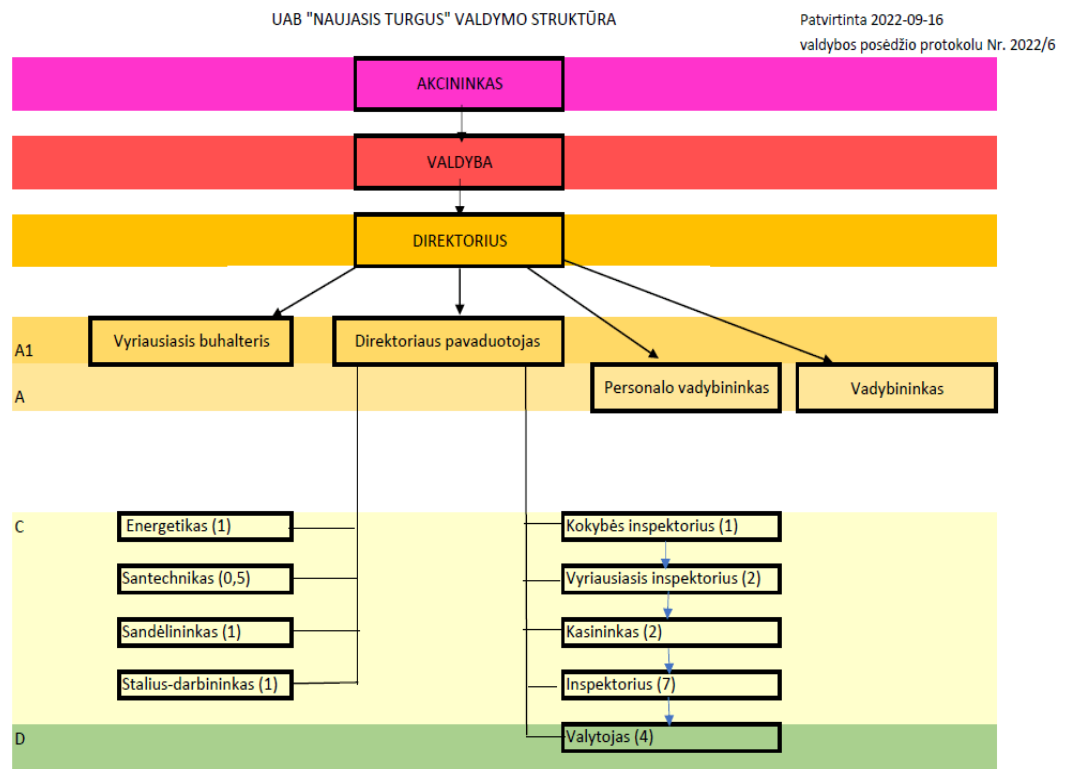 UAB "NAUJASIS TURGUS" VALDYMO STRUKTŪRA
Patvirtinta 2022-09-16
valdybos posėdžio protokolu Nr. 2022/6
AKCININKAS
VALDYBA
DIREKTORIUS
A1
Vyriausiasis buhalteris
Direktoriaus pavaduotojas
A
Personalo vadybininkas
Vadybininkas
C
Energetikas (1)
Kokybės inspektorius (1)
Santechnikas (0,5)
Vyriausiasis inspektorius (2)
Sandėlininkas (1)
Kasininkas (2)
Stalius-darbininkas (1)
Inspektorius (7)
D
Valytojas (4)